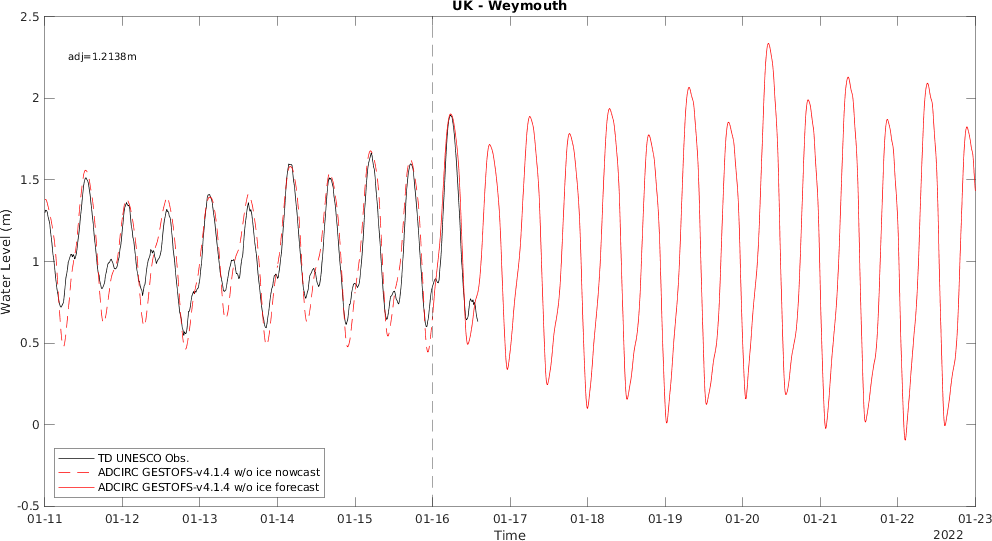 UK - Weymouth
adj=1.2138m
Water Level (m)
2.5
2
1.5
1
0.5
0
-0.5
TD UNESCO Obs.
ADCIRC GESTOFS-v4.1.4 w/o ice nowcast
ADCIRC GESTOFS-v4.1.4 w/o ice forecast
01-11 01-12 01-13 01-14 01-15 01-16 01-17 01-18 01-19 01-20 01-21 01-22 01-23
Time
2022